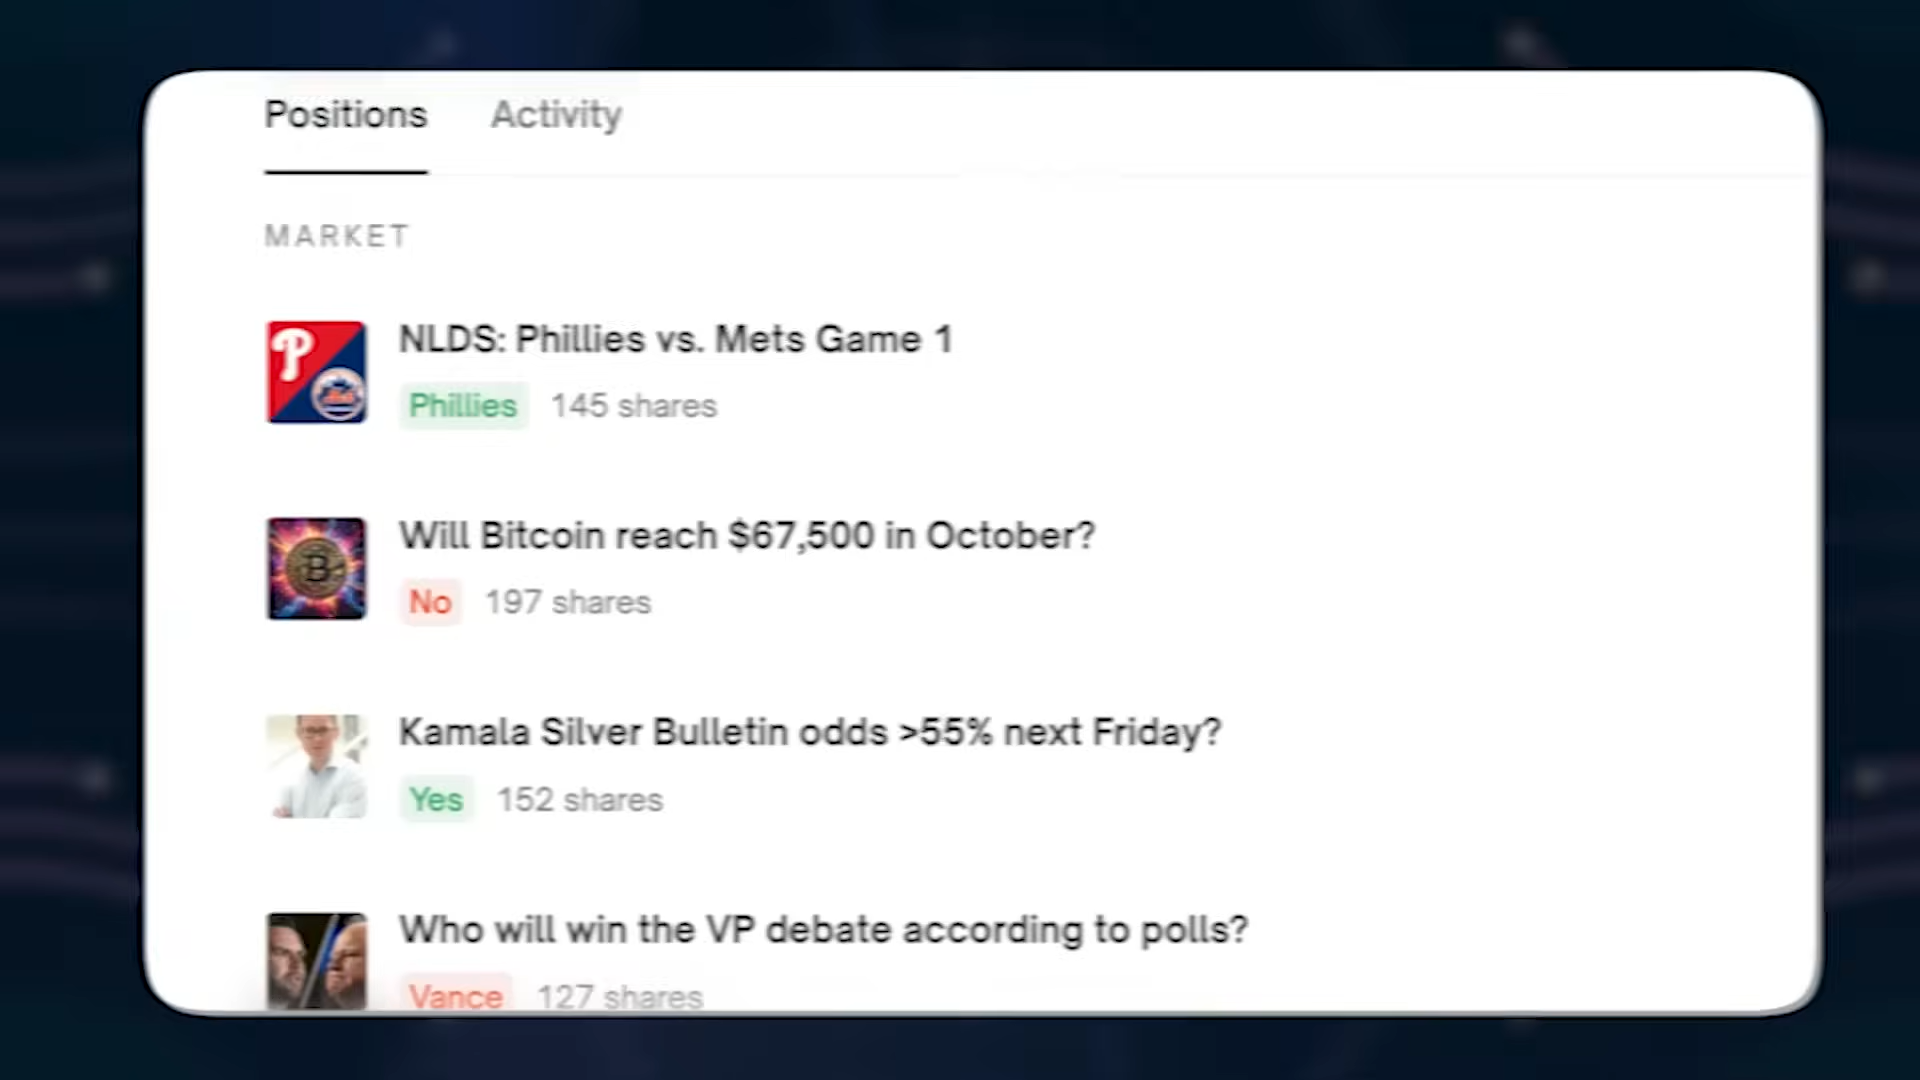 Positions Activity
MARKET
NLDS: Phillies vs. Mets Game 1
Phillies 145 shares
Will Bitcoin reach $67,500 in October?
No 197 shares
Kamala Silver Bulletin odds >55% next Friday?
Yes 152 shares
Who will win the VP debate according to polls?
Vance 127 shares